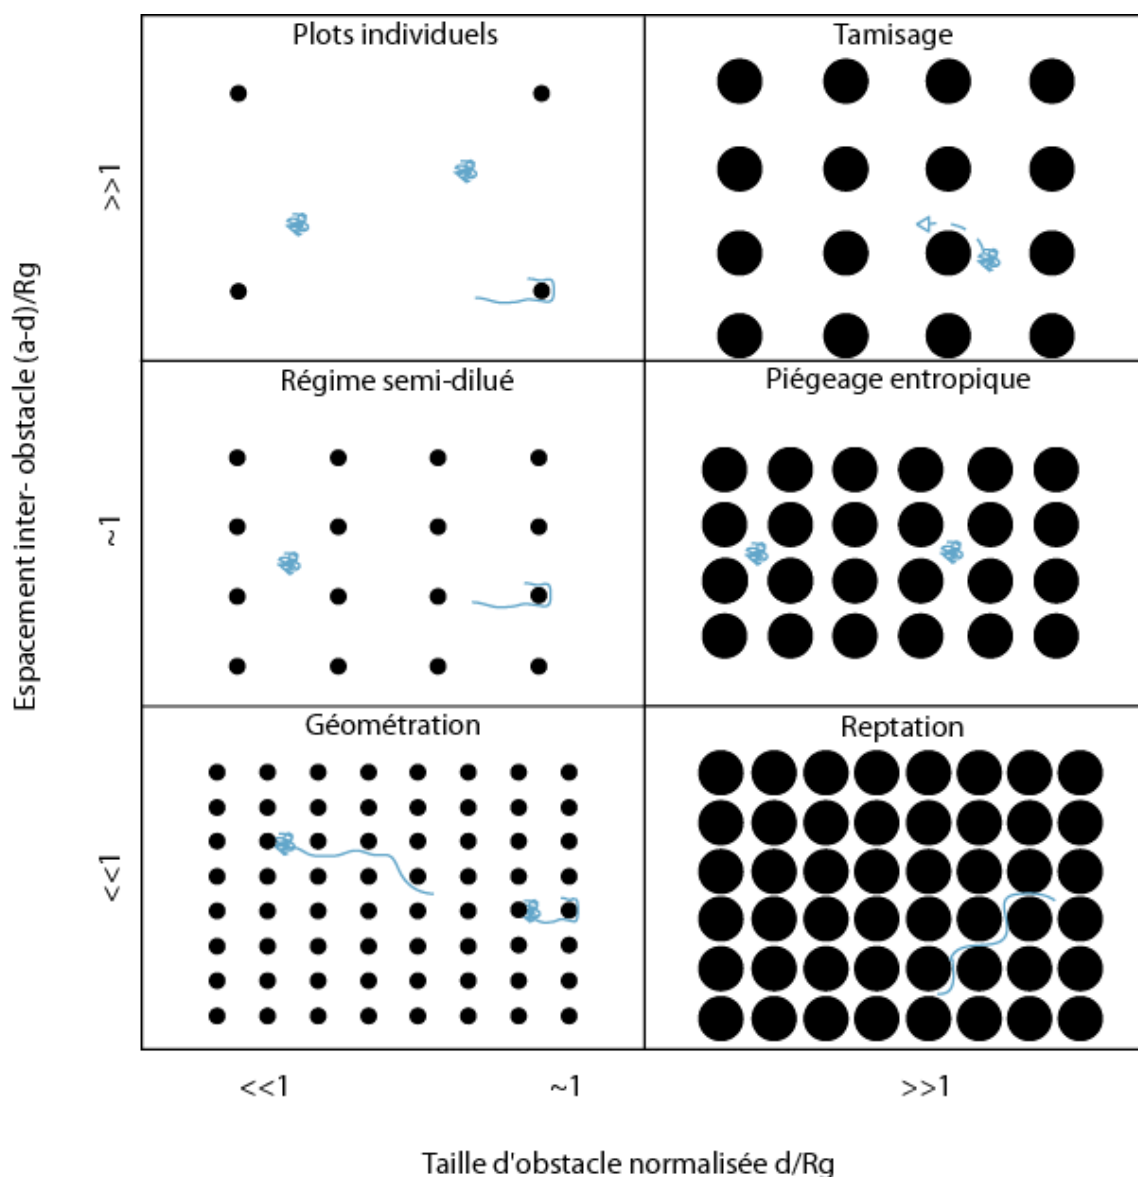 Plots individuels
Tamisage
>>1
Espacement inter- obstacle (a-d)/Rg
Régime semi-dilué
Piégeage entropique
~1
Géométration
Reptation
<<1
<<1
~1
>>1
Taille d'obstacle normalisée d/Rg